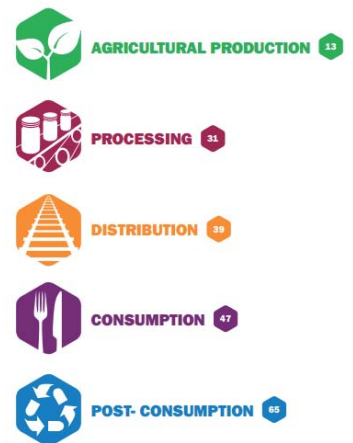 AGRICULTURAL PRODUCTION 13
PROCESSING 31
DISTRIBUTION 39
CONSUMPTION 47
POST- CONSUMPTION 65